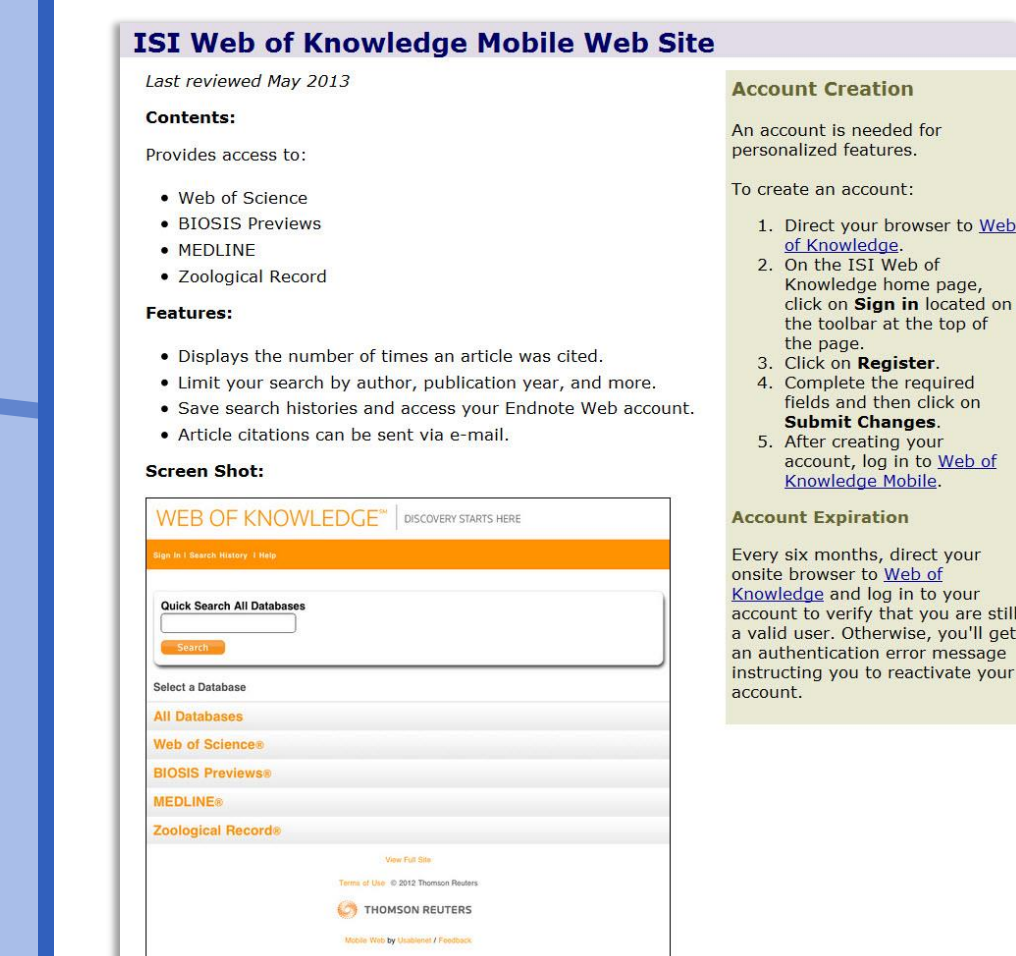 ISI Web of Knowledge Mobile Web Site
Last reviewed May 2013
Contents:
Provides access to:
• Web of Science
• BIOSIS Previews
• MEDLINE
• Zoological Record
Features:
• Displays the number of times an article was cited.
• Limit your search by author, publication year, and more.
• Save search histories and access your Endnote Web account.
• Article citations can be sent via e-mail.
Screen Shot:
WEB OF KNOWLEDGE℠ DISCOVERY STARTS HERE
Sign In | Search History | Help
Quick Search All Databases
Search
Select a Database
All Databases
Web of Science®
BIOSIS Previews®
MEDLINE®
Zoological Record®
View Full Site
Terms of Use © 2012 Thomson Reuters
THOMSON REUTERS
Mobile Web by Usablenet / Feedback
Account Creation
An account is needed for
personalized features.
To create an account:
1. Direct your browser to Web
of Knowledge.
2. On the ISI Web of
Knowledge home page,
click on Sign in located on
the toolbar at the top of
the page.
3. Click on Register.
4. Complete the required
fields and then click on
Submit Changes.
5. After creating your
account, log in to Web of
Knowledge Mobile.
Account Expiration
Every six months, direct your
onsite browser to Web of
Knowledge and log in to your
account to verify that you are still
a valid user. Otherwise, you'll get
an authentication error message
instructing you to reactivate your
account.